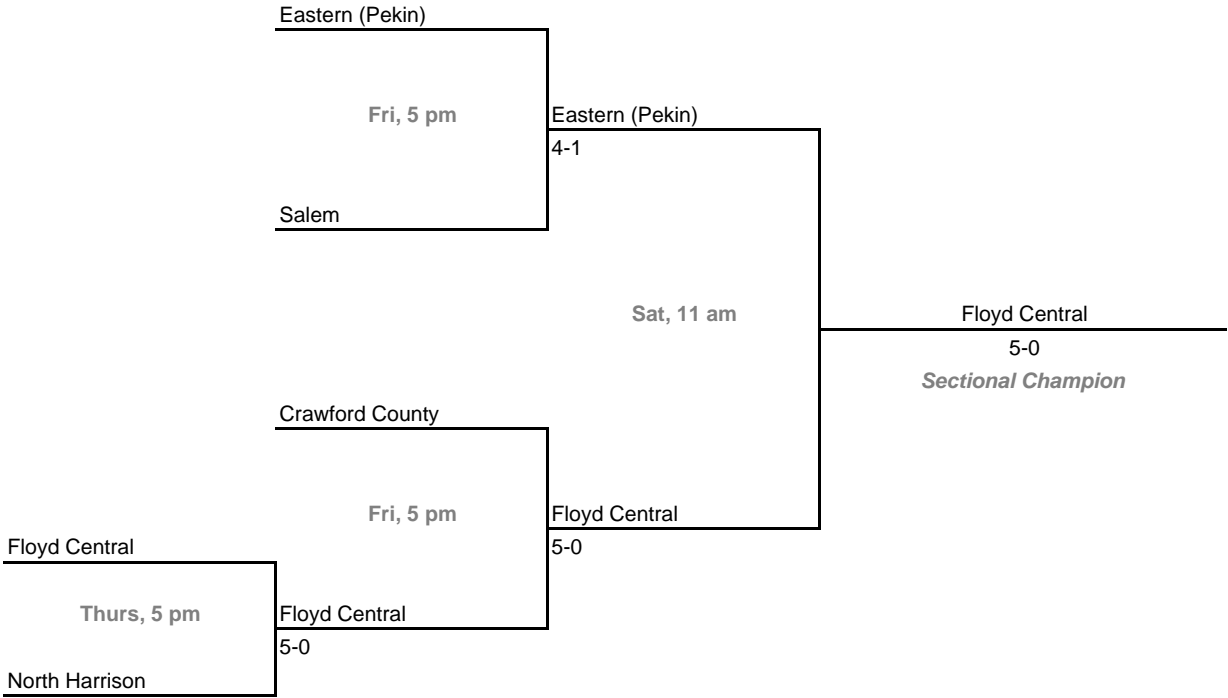 Eastern (Pekin)
Fri, 5 pm
Eastern (Pekin)
4-1
Salem
Sat, 11 am
Floyd Central
5-0
Sectional Champion
Crawford County
Fri, 5 pm
Floyd Central
5-0
Floyd Central
Thurs, 5 pm
Floyd Central
5-0
North Harrison